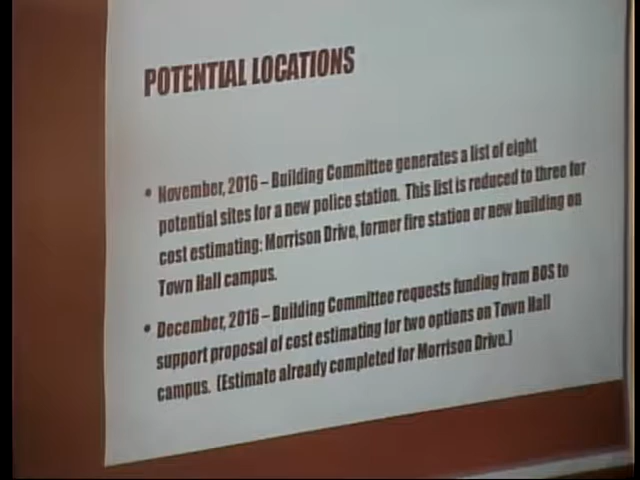 POTENTIAL LOCATIONS
• November, 2016 – Building Committee generates a list of eight
potential sites for a new police station. This list is reduced to three for
cost estimating: Morrison Drive, former fire station or new building on
Town Hall campus.
• December, 2016 – Building Committee requests funding from BOS to
support proposal of cost estimating for two options on Town Hall
campus. (Estimate already completed for Morrison Drive.)